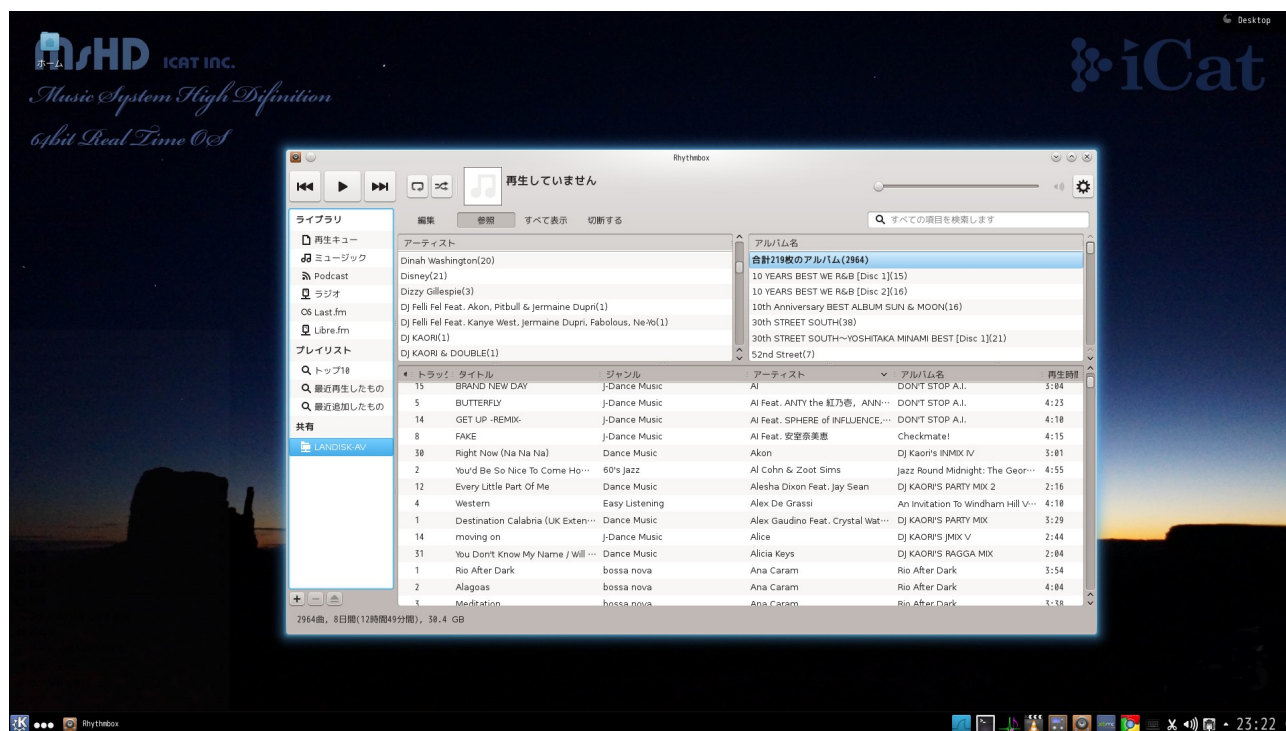 Desktop
ホーム
MsHD ICAT INC.
iCat
Music System High Difinition
64bit Real Time OS
Rhythmbox
再生していません
編集 参照 すべて表示 切断する すべての項目を検索します
ライブラリ
再生キュー
ミュージック
Podcast
ラジオ
Last.fm
Libre.fm
プレイリスト
トップ10
最近再生したもの
最近追加したもの
共有
LANDISK-AV
アーティスト
Dinah Washington(20)
Disney(21)
Dizzy Gillespie(3)
DJ Felli Fel Feat. Akon, Pitbull & Jermaine Dupri(1)
DJ Felli Fel Feat. Kanye West, Jermaine Dupri, Fabolous, Ne-Yo(1)
DJ KAORI(1)
DJ KAORI & DOUBLE(1)
アルバム名
合計219枚のアルバム(2964)
10 YEARS BEST WE R&B [Disc 1](15)
10 YEARS BEST WE R&B [Disc 2](16)
10th Anniversary BEST ALBUM SUN & MOON(16)
30th STREET SOUTH(38)
30th STREET SOUTH～YOSHITAKA MINAMI BEST [Disc 1](21)
52nd Street(7)
トラック タイトル ジャンル アーティスト アルバム名 再生時間
15 BRAND NEW DAY J-Dance Music AI DON'T STOP A.I. 3:04
5 BUTTERFLY J-Dance Music AI Feat. ANTY the 紅乃壱, ANN… DON'T STOP A.I. 4:23
14 GET UP -REMIX- J-Dance Music AI Feat. SPHERE of INFLUENCE,… DON'T STOP A.I. 4:10
8 FAKE J-Dance Music AI Feat. 安室奈美恵 Checkmate! 4:15
30 Right Now (Na Na Na) Dance Music Akon DJ Kaori's INMIX IV 3:01
2 You'd Be So Nice To Come Ho… 60's Jazz Al Cohn & Zoot Sims Jazz Round Midnight: The Geor… 4:55
12 Every Little Part Of Me Dance Music Alesha Dixon Feat. Jay Sean DJ KAORI'S PARTY MIX 2 2:16
4 Western Easy Listening Alex De Grassi An Invitation To Windham Hill V… 4:10
1 Destination Calabria (UK Exten… Dance Music Alex Gaudino Feat. Crystal Wat… DJ KAORI'S PARTY MIX 3:29
14 moving on J-Dance Music Alice DJ KAORI'S JMIX V 2:44
31 You Don't Know My Name / Will … Dance Music Alicia Keys DJ KAORI'S RAGGA MIX 2:04
1 Rio After Dark bossa nova Ana Caram Rio After Dark 3:54
2 Alagoas bossa nova Ana Caram Rio After Dark 4:04
3 Meditation bossa nova Ana Caram Rio After Dark 3:38
2964曲, 8日間(12時間49分間), 30.4 GB
Rhythmbox
23:22